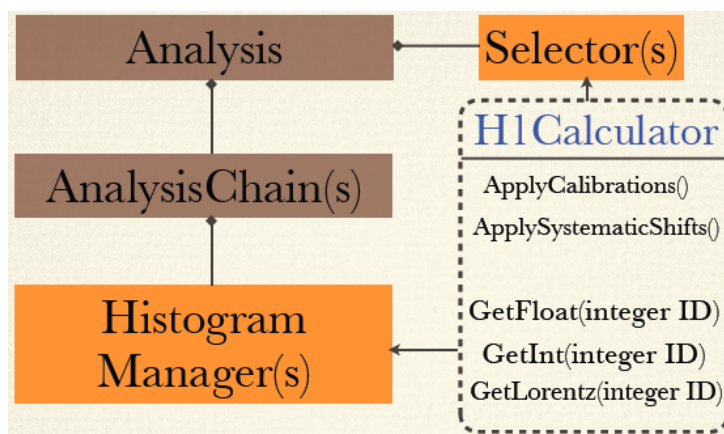 Analysis
Selector(s)
H1Calculator
ApplyCalibrations()
AnalysisChain(s)
ApplySystematicShifts()
Histogram
Manager(s)
GetFloat(integer ID)
GetInt(integer ID)
GetLorentz(integer ID)